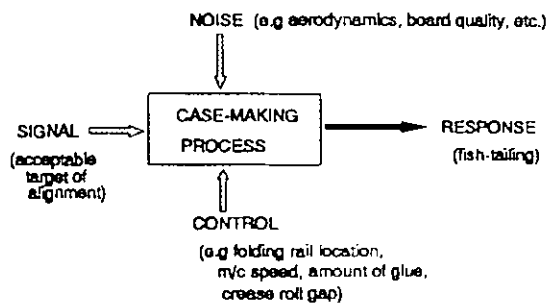 NOISE (e.g aerodynamics, board quality, etc.)
CASE-MAKING
PROCESS
SIGNAL
(acceptable
target of
alignment)
RESPONSE
(fish-tailing)
CONTROL
(e.g folding rail location,
m/c speed, amount of glue,
crease roll gap)